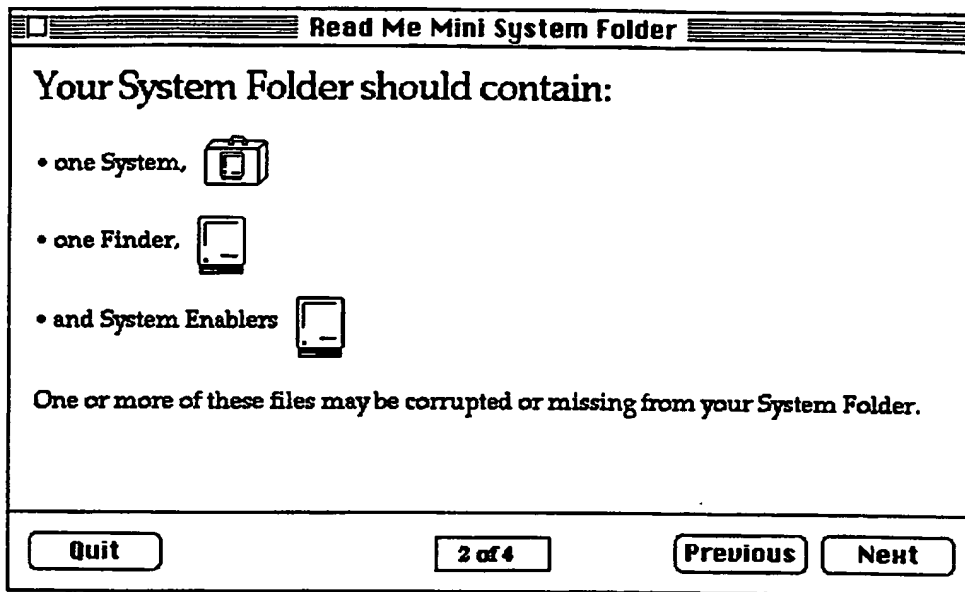 Read Me Mini System Folder
Your System Folder should contain:
• one System,
• one Finder,
• and System Enablers
One or more of these files may be corrupted or missing from your System Folder.
Quit
2 of 4
Previous
Next